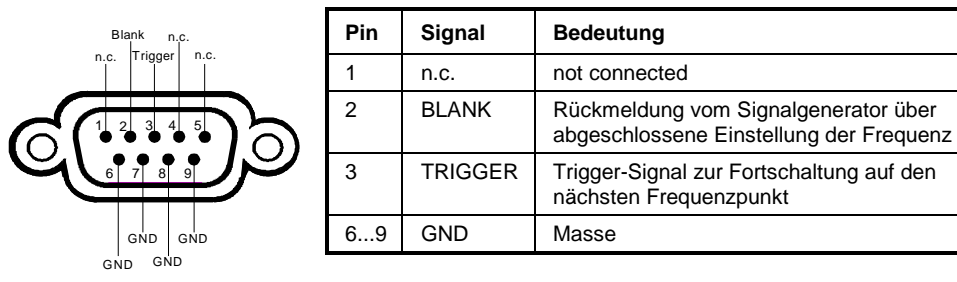 Blank n.c.
n.c. Trigger n.c.
1 2 3 4 5
6 7 8 9
GND GND
GND GND
Pin Signal Bedeutung
1 n.c. not connected
2 BLANK Rückmeldung vom Signalgenerator über
abgeschlossene Einstellung der Frequenz
3 TRIGGER Trigger-Signal zur Fortschaltung auf den
nächsten Frequenzpunkt
6...9 GND Masse